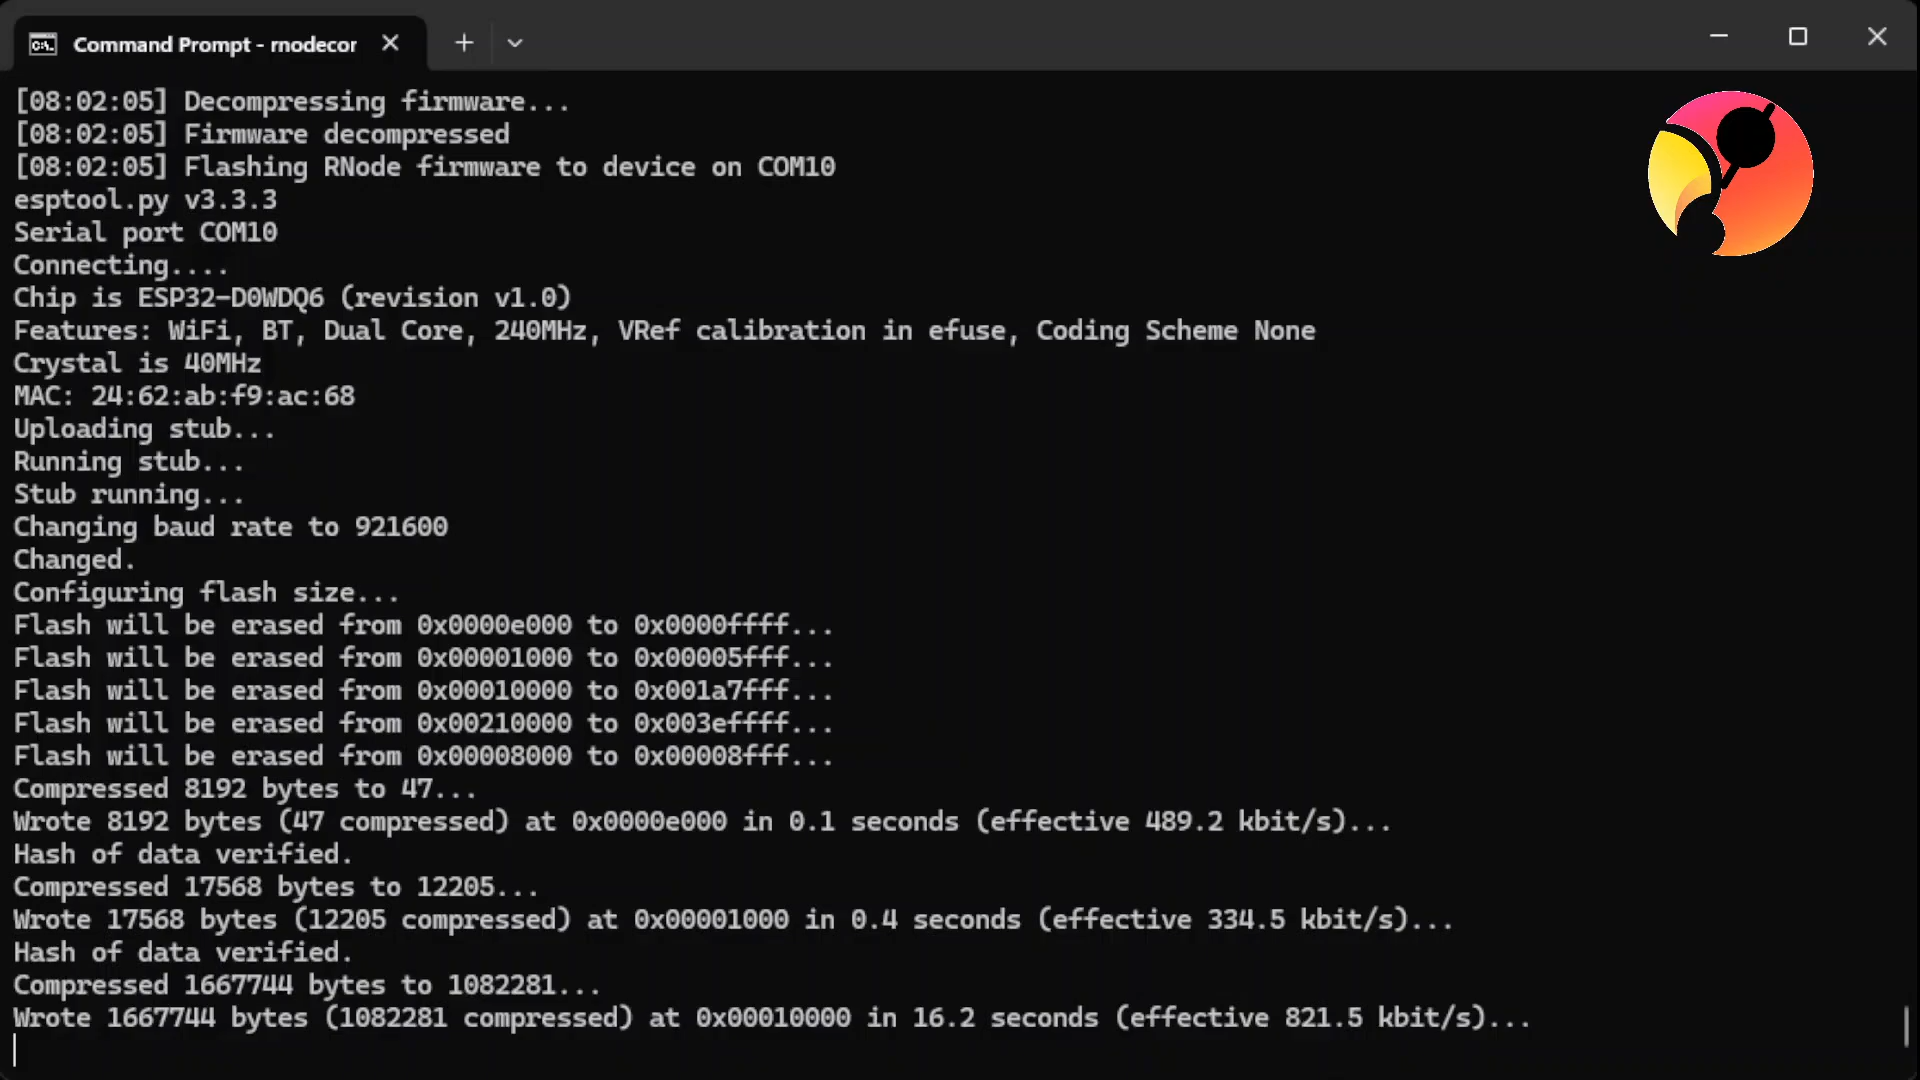 Command Prompt - rnodecor
[08:02:05] Decompressing firmware...
[08:02:05] Firmware decompressed
[08:02:05] Flashing RNode firmware to device on COM10
esptool.py v3.3.3
Serial port COM10
Connecting....
Chip is ESP32-D0WDQ6 (revision v1.0)
Features: WiFi, BT, Dual Core, 240MHz, VRef calibration in efuse, Coding Scheme None
Crystal is 40MHz
MAC: 24:62:ab:f9:ac:68
Uploading stub...
Running stub...
Stub running...
Changing baud rate to 921600
Changed.
Configuring flash size...
Flash will be erased from 0x0000e000 to 0x0000ffff...
Flash will be erased from 0x00001000 to 0x00005fff...
Flash will be erased from 0x00010000 to 0x001a7fff...
Flash will be erased from 0x00210000 to 0x003effff...
Flash will be erased from 0x00008000 to 0x00008fff...
Compressed 8192 bytes to 47...
Wrote 8192 bytes (47 compressed) at 0x0000e000 in 0.1 seconds (effective 489.2 kbit/s)...
Hash of data verified.
Compressed 17568 bytes to 12205...
Wrote 17568 bytes (12205 compressed) at 0x00001000 in 0.4 seconds (effective 334.5 kbit/s)...
Hash of data verified.
Compressed 1667744 bytes to 1082281...
Wrote 1667744 bytes (1082281 compressed) at 0x00010000 in 16.2 seconds (effective 821.5 kbit/s)...